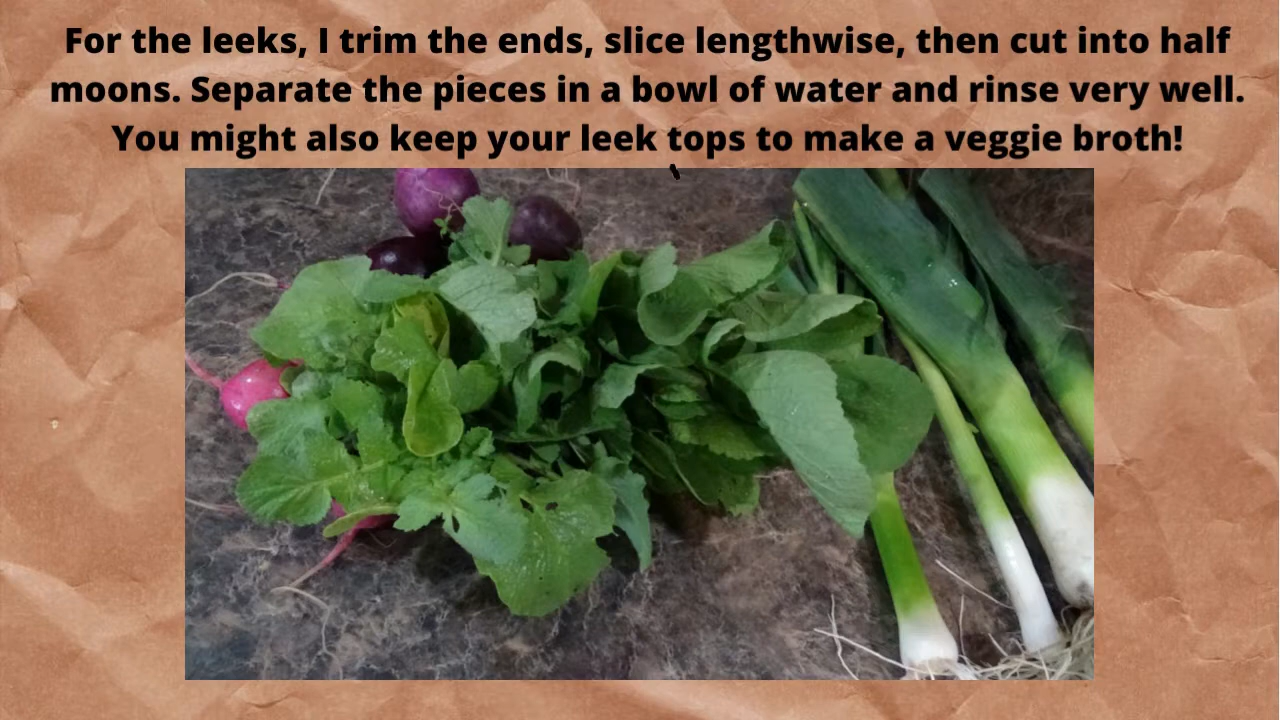 For the leeks, I trim the ends, slice lengthwise, then cut into half
moons. Separate the pieces in a bowl of water and rinse very well.
You might also keep your leek tops to make a veggie broth!